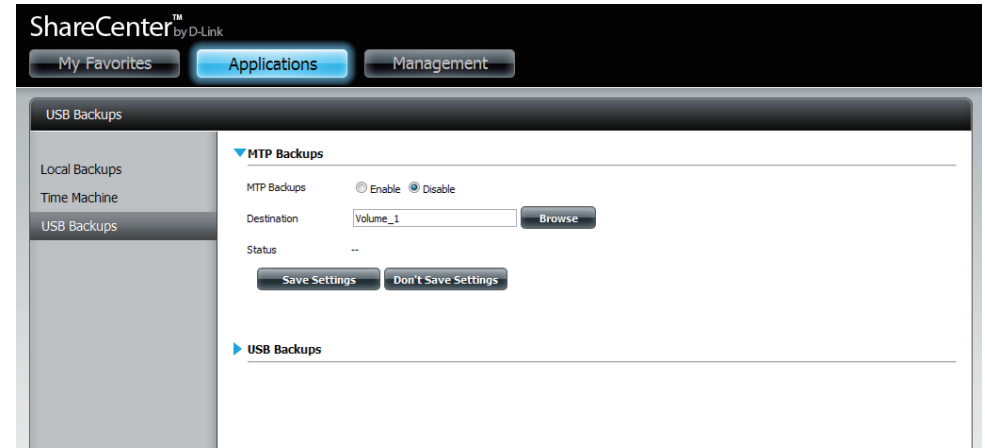 ShareCenter™ by D-Link
My Favorites Applications Management
USB Backups
Local Backups
Time Machine
USB Backups
MTP Backups
MTP Backups Enable Disable
Destination Volume_1 Browse
Status --
Save Settings Don't Save Settings
USB Backups